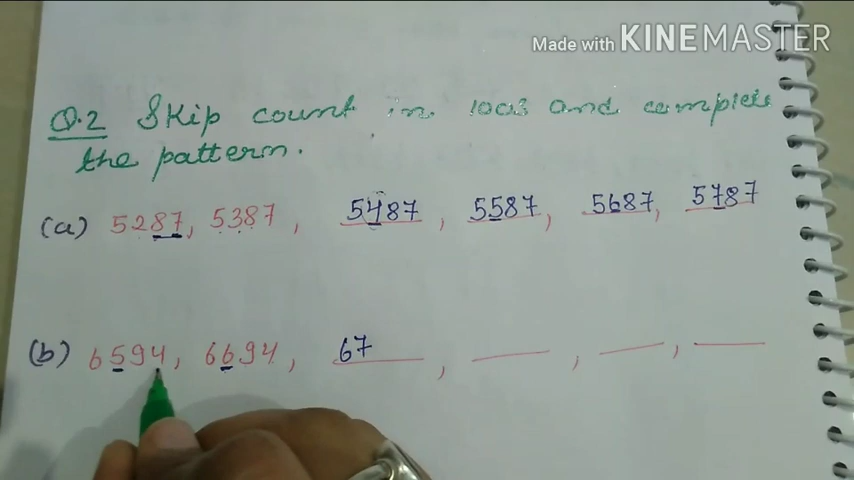 Made with KINEMASTER
Q.2 Skip count in 100s and complete
the pattern.
(a) 5287, 5387, 5487, 5587, 5687, 5787
(b) 6594, 6694, 67